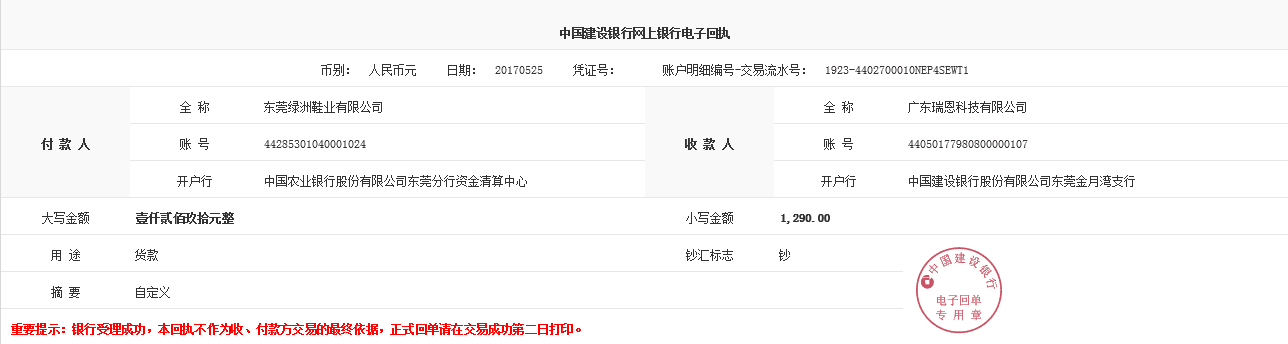 中国建设银行网上银行电子回执
币别： 人民币元 日期： 20170525 凭证号： 账户明细编号-交易流水号： 1923-4402700010NEP4SEWT1
付 款 人 全 称 东莞绿洲鞋业有限公司 收 款 人 全 称 广东瑞恩科技有限公司
账 号 44285301040001024 账 号 44050177980800000107
开户行 中国农业银行股份有限公司东莞分行资金清算中心 开户行 中国建设银行股份有限公司东莞金月湾支行
大写金额 壹仟贰佰玖拾元整 小写金额 1,290.00
用 途 货款 钞汇标志 钞
摘 要 自定义
中国建设银行
电子回单
专 用 章
重要提示：银行受理成功，本回执不作为收、付款方交易的最终依据，正式回单请在交易成功第二日打印。